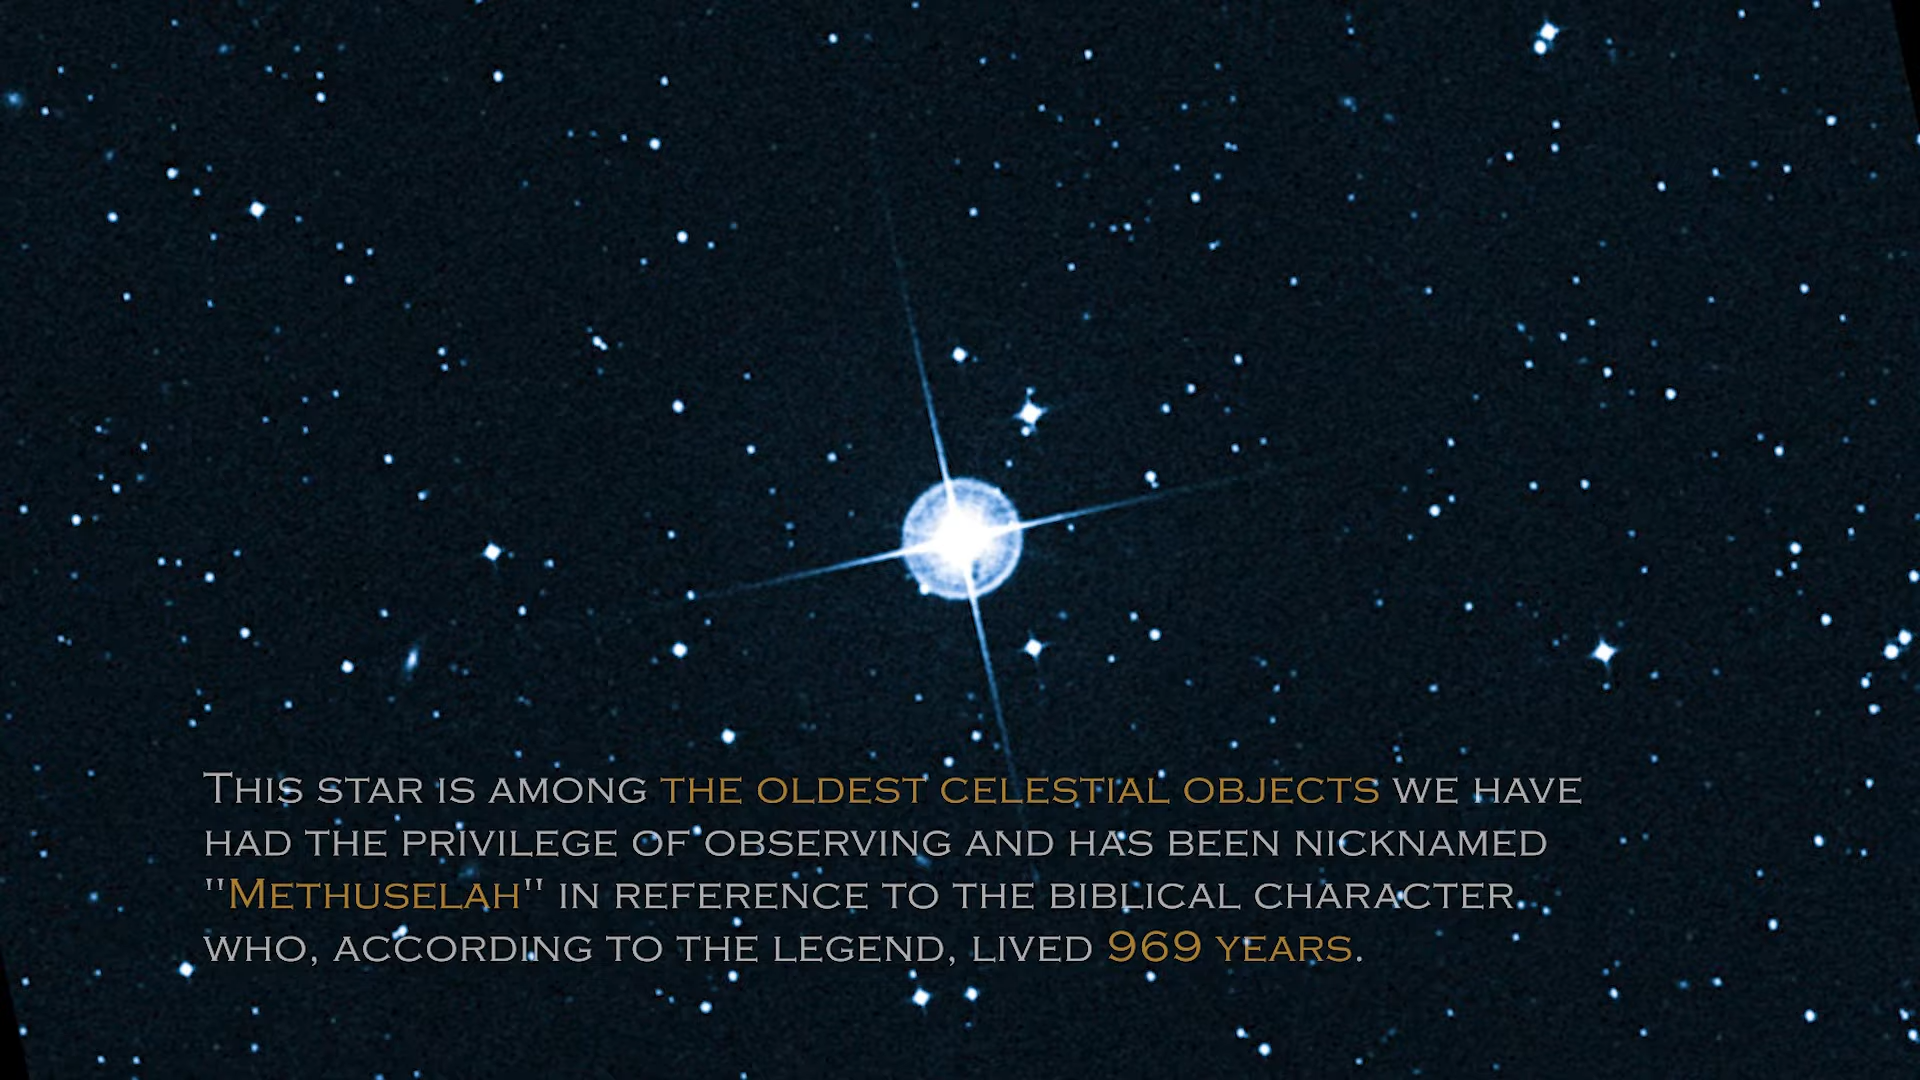 This star is among the oldest celestial objects we have
had the privilege of observing and has been nicknamed
"Methuselah" in reference to the biblical character
who, according to the legend, lived 969 years.